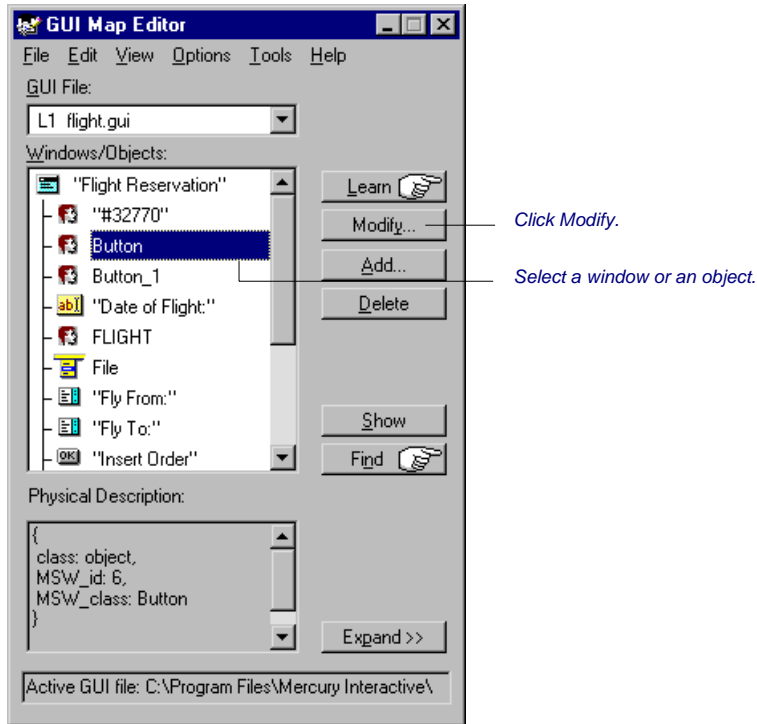 GUI Map Editor
File Edit View Options Tools Help
GUI File:
L1 flight.gui
Windows/Objects:
"Flight Reservation"
"#32770"
Button
Button_1
"Date of Flight:"
FLIGHT
File
"Fly From:"
"Fly To:"
"Insert Order"
Learn
Modify...
Click Modify.
Add...
Select a window or an object.
Delete
Show
Find
Physical Description:
{
class: object,
MSW_id: 6,
MSW_class: Button
}
Expand >>
Active GUI file: C:\Program Files\Mercury Interactive\